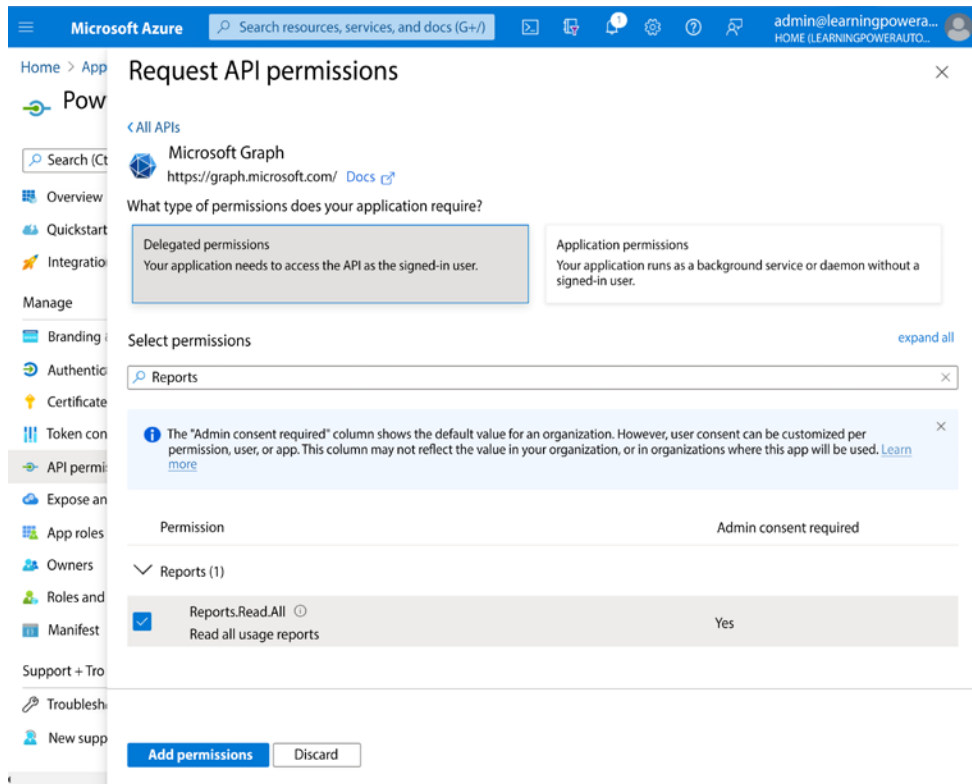 Microsoft Azure
Search resources, services, and docs (G+/)
1
admin@learningpowera...
HOME (LEARNINGPOWERAUTO...
Home > App
Pow
Search (Ct
Overview
Quickstart
Integratio
Manage
Branding
Authentic
Certificate
Token con
API permi
Expose an
App roles
Owners
Roles and
Manifest
Support + Tro
Troublesh
New supp
Request API permissions
All APIs
Microsoft Graph
https://graph.microsoft.com/ Docs
What type of permissions does your application require?
Delegated permissions
Your application needs to access the API as the signed-in user.
Application permissions
Your application runs as a background service or daemon without a
signed-in user.
Select permissions
expand all
Reports
The "Admin consent required" column shows the default value for an organization. However, user consent can be customized per
permission, user, or app. This column may not reflect the value in your organization, or in organizations where this app will be used. Learn
more
Permission Admin consent required
Reports (1)
Reports.Read.All
Read all usage reports
Yes
Add permissions Discard